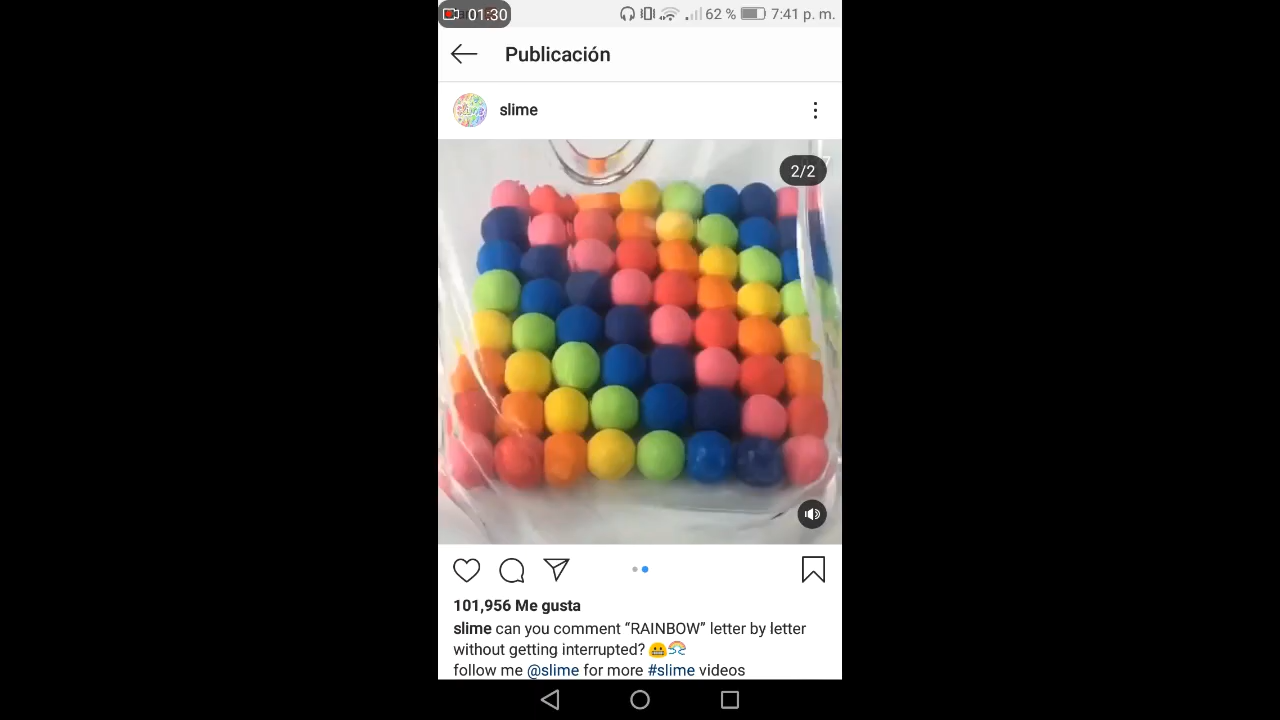 01:30 62 % 7:41 p. m.
Publicación
slime
2/2
101,956 Me gusta
slime can you comment “RAINBOW” letter by letter
without getting interrupted? 😬🌈
follow me @slime for more #slime videos